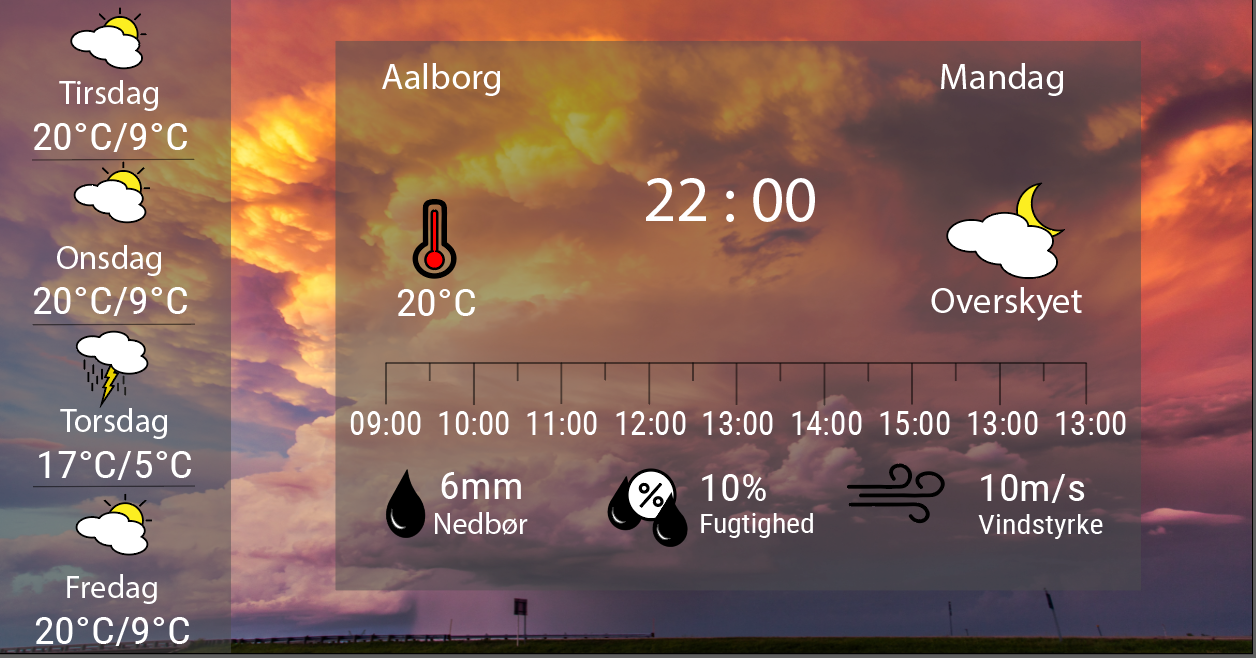 Tirsdag
20°C/9°C
Onsdag
20°C/9°C
Torsdag
17°C/5°C
Fredag
20°C/9°C
Aalborg
Mandag
22 : 00
20°C
Overskyet
09:00 10:00 11:00 12:00 13:00 14:00 15:00 13:00 13:00
6mm
Nedbør
%
10%
Fugtighed
10m/s
Vindstyrke